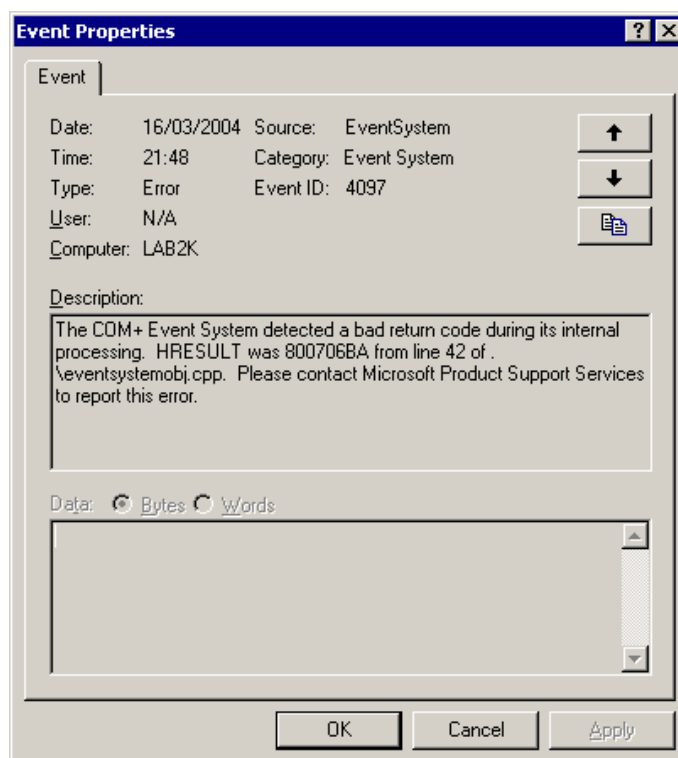 Event Properties
Event
Date: 16/03/2004 Source: EventSystem
Time: 21:48 Category: Event System
Type: Error Event ID: 4097
User: N/A
Computer: LAB2K
Description:
The COM+ Event System detected a bad return code during its internal
processing. HRESULT was 800706BA from line 42 of .
\eventsystemobj.cpp. Please contact Microsoft Product Support Services
to report this error.
Data: Bytes Words
OK Cancel Apply